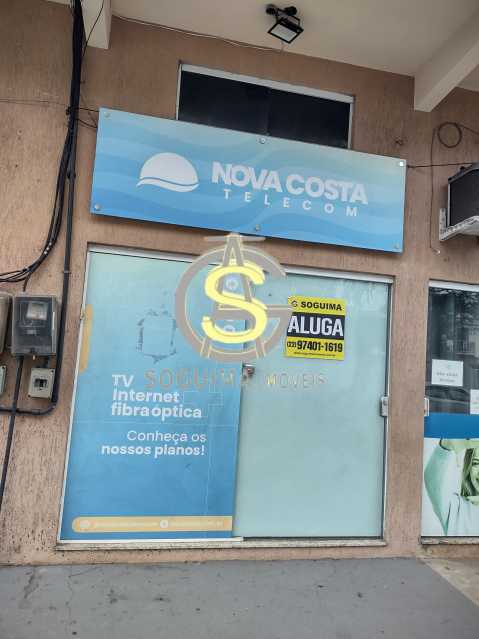 NOVA COSTA
TELECOM
SOGUIMA
ALUGA
(22) 97401-1619
SOGUIMA IMÓVEIS
TV
Internet
fibra óptica
Conheça os
nossos planos!